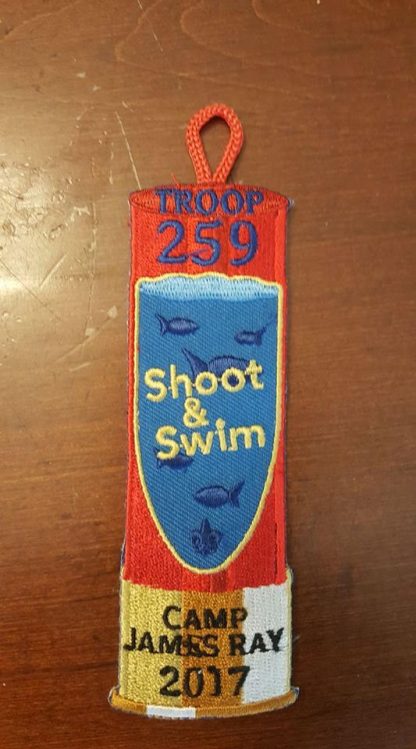 TROOP
259
Shoot
&
Swim
CAMP
JAMES RAY
2017